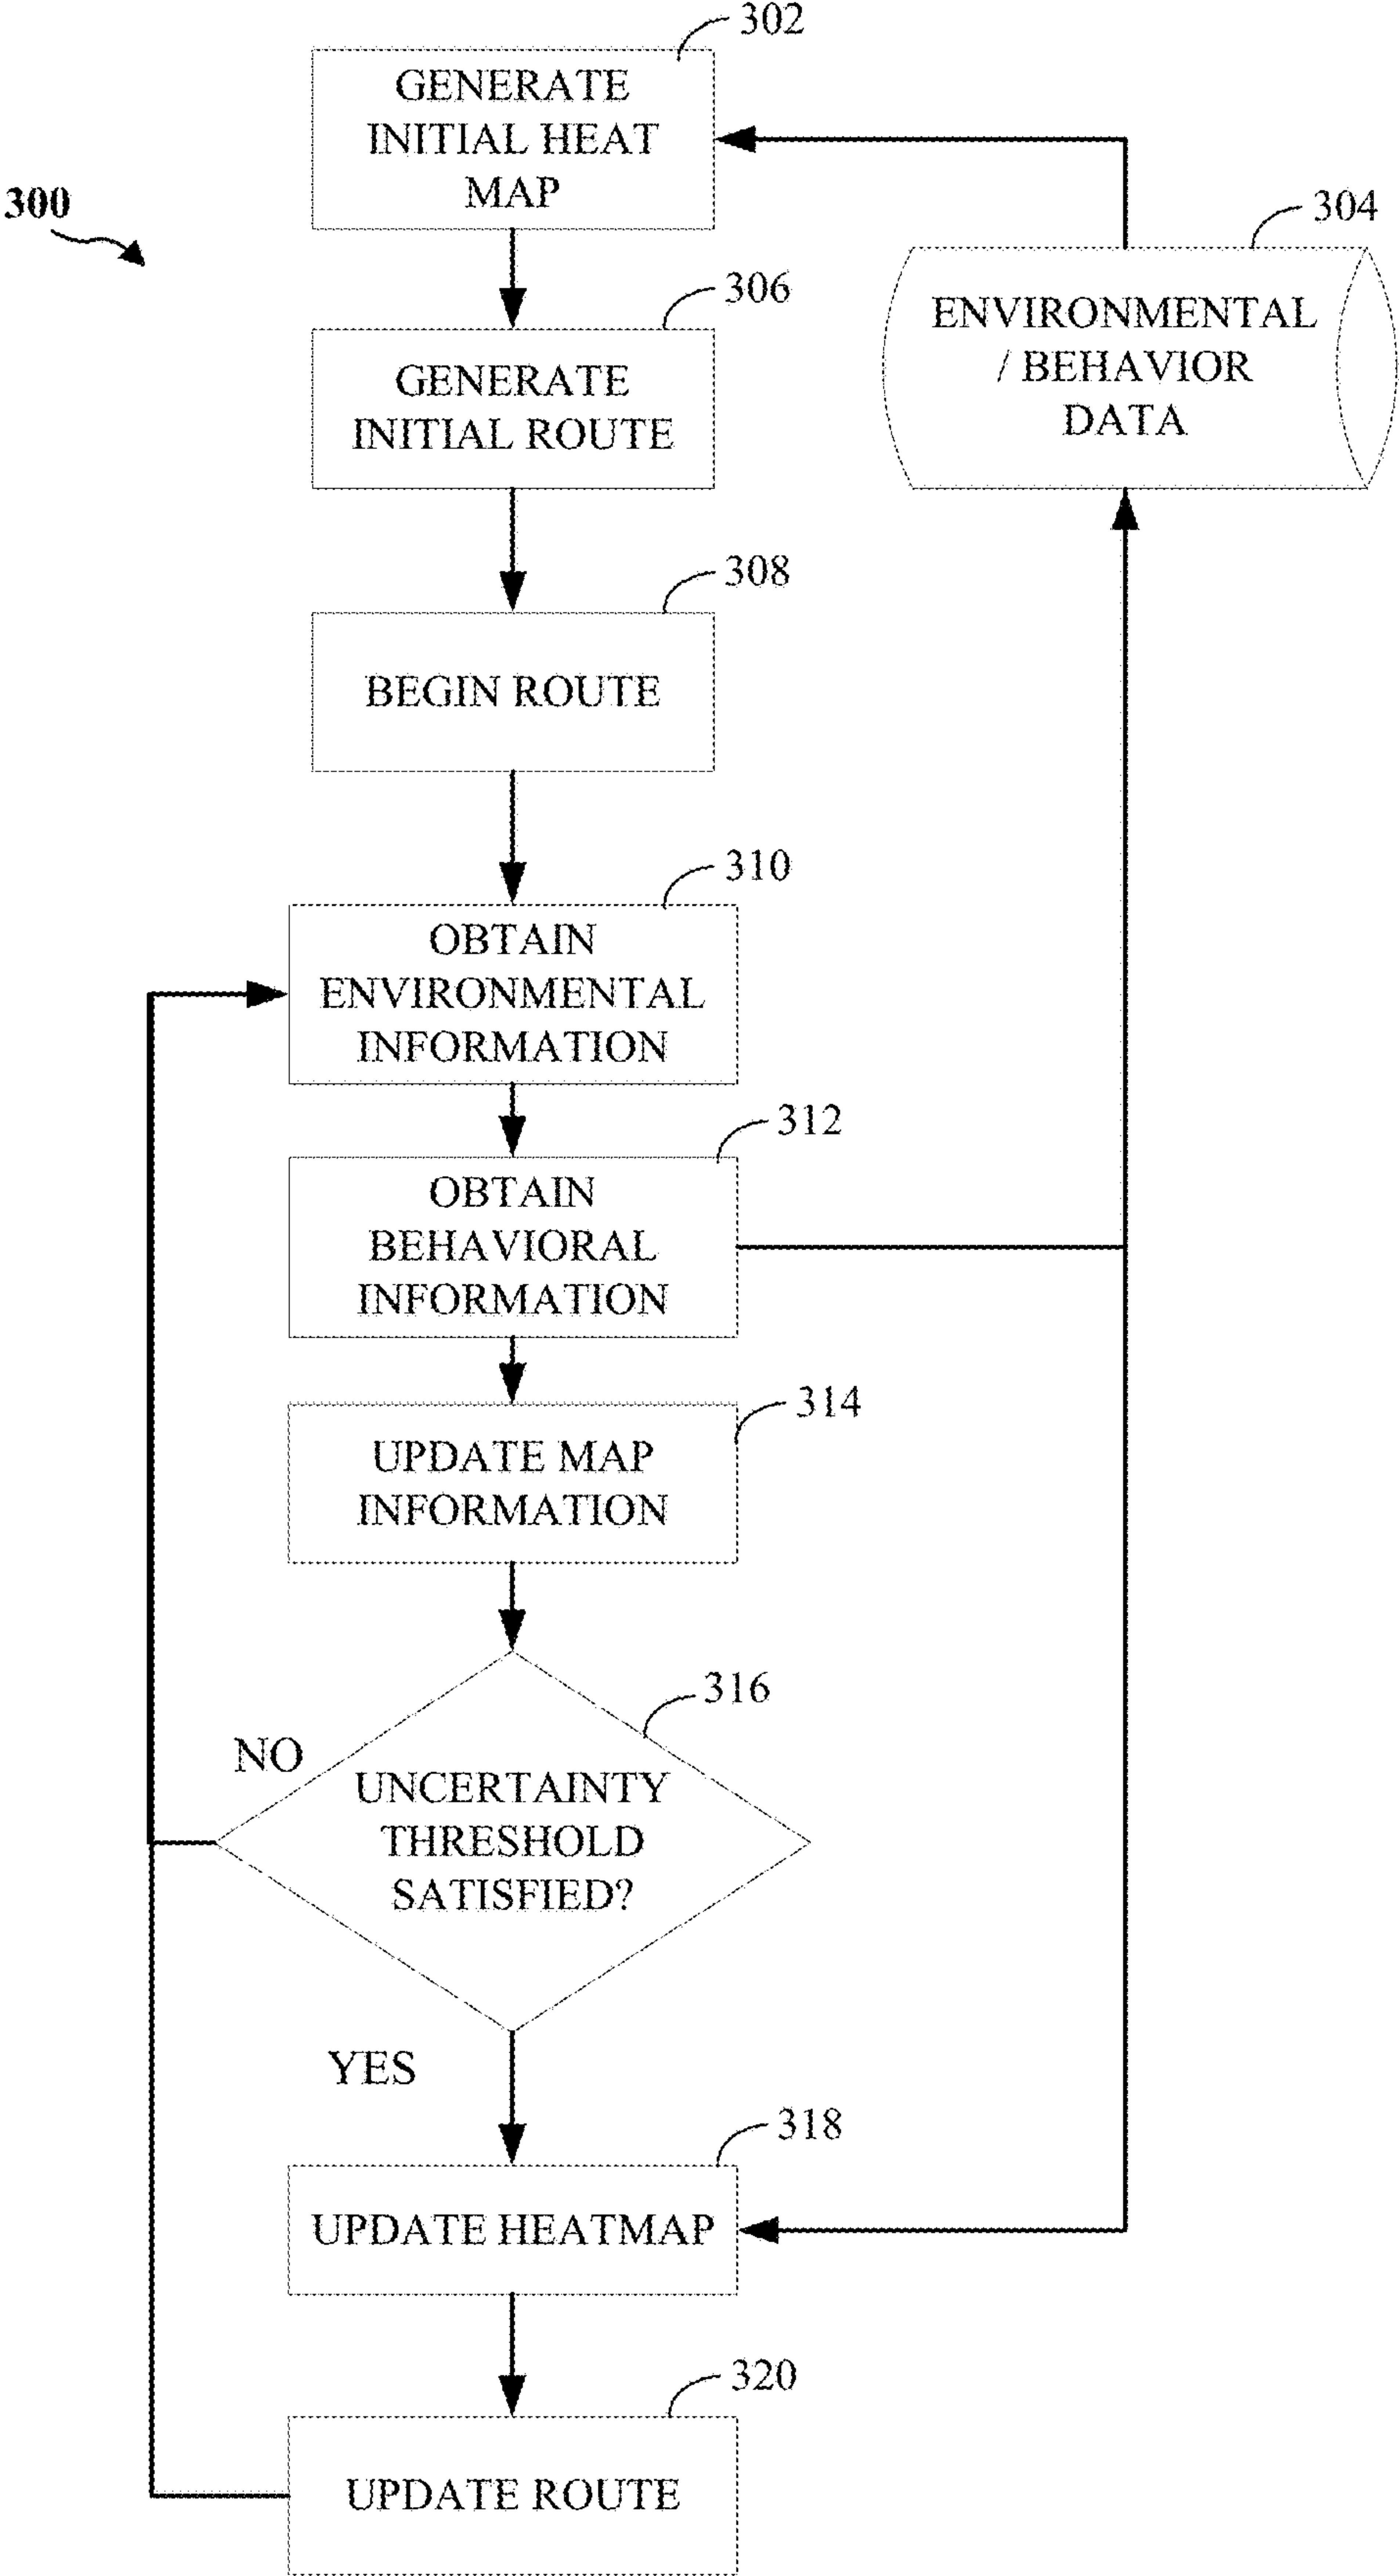 302
GENERATE
INITIAL HEAT
MAP
300
304
ENVIRONMENTAL
/ BEHAVIOR
DATA
306
GENERATE
INITIAL ROUTE
308
BEGIN ROUTE
310
OBTAIN
ENVIRONMENTAL
INFORMATION
312
OBTAIN
BEHAVIORAL
INFORMATION
314
UPDATE MAP
INFORMATION
316
NO
UNCERTAINTY
THRESHOLD
SATISFIED?
YES
318
UPDATE HEATMAP
320
UPDATE ROUTE